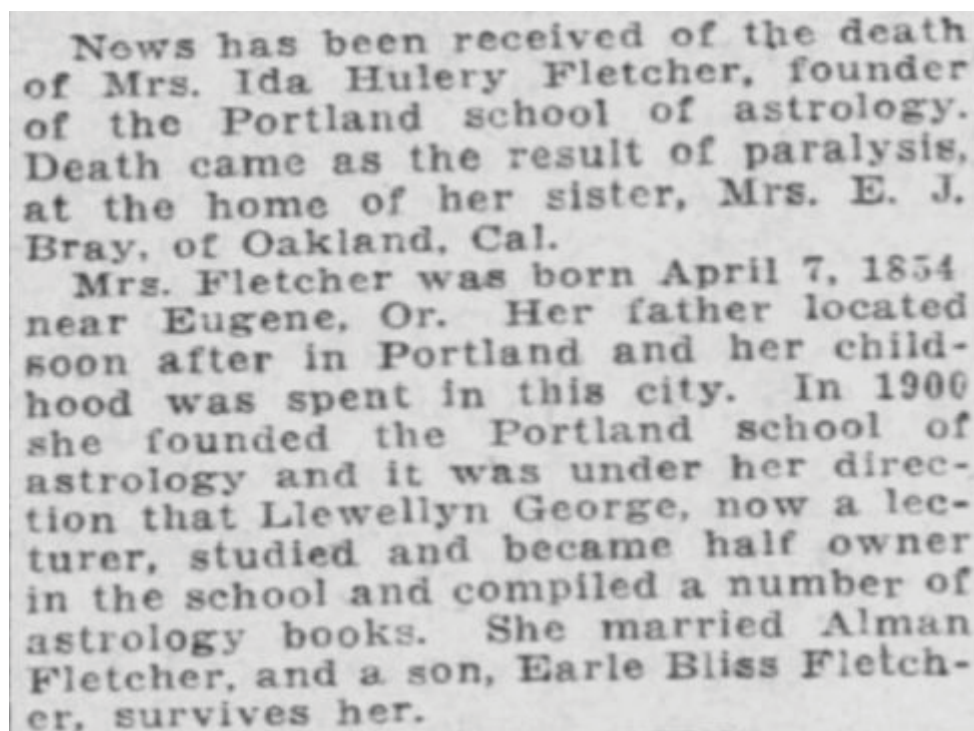 News has been received of the death
of Mrs. Ida Hulery Fletcher, founder
of the Portland school of astrology.
Death came as the result of paralysis,
at the home of her sister, Mrs. E. J.
Bray, of Oakland, Cal.
Mrs. Fletcher was born April 7, 1854
near Eugene, Or. Her father located
soon after in Portland and her child-
hood was spent in this city. In 1900
she founded the Portland school of
astrology and it was under her direc-
tion that Llewellyn George, now a lec-
turer, studied and became half owner
in the school and compiled a number of
astrology books. She married Alman
Fletcher, and a son, Earle Bliss Fletch-
er, survives her.